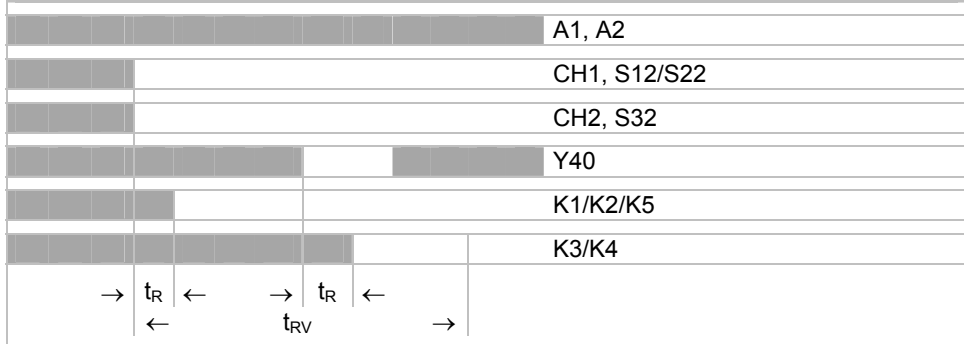 A1, A2
CH1, S12/S22
CH2, S32
Y40
K1/K2/K5
K3/K4
→ tR ← → tR ←
← tRV →